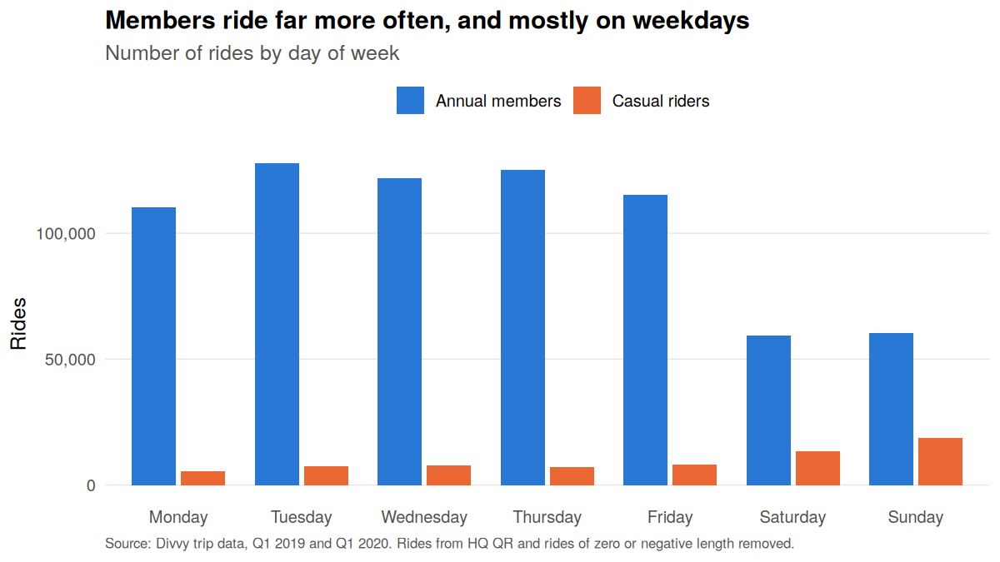 Members ride far more often, and mostly on weekdays
Number of rides by day of week
Annual members Casual riders
100,000
50,000
0
Rides
Monday Tuesday Wednesday Thursday Friday Saturday Sunday
Source: Divvy trip data, Q1 2019 and Q1 2020. Rides from HQ QR and rides of zero or negative length removed.